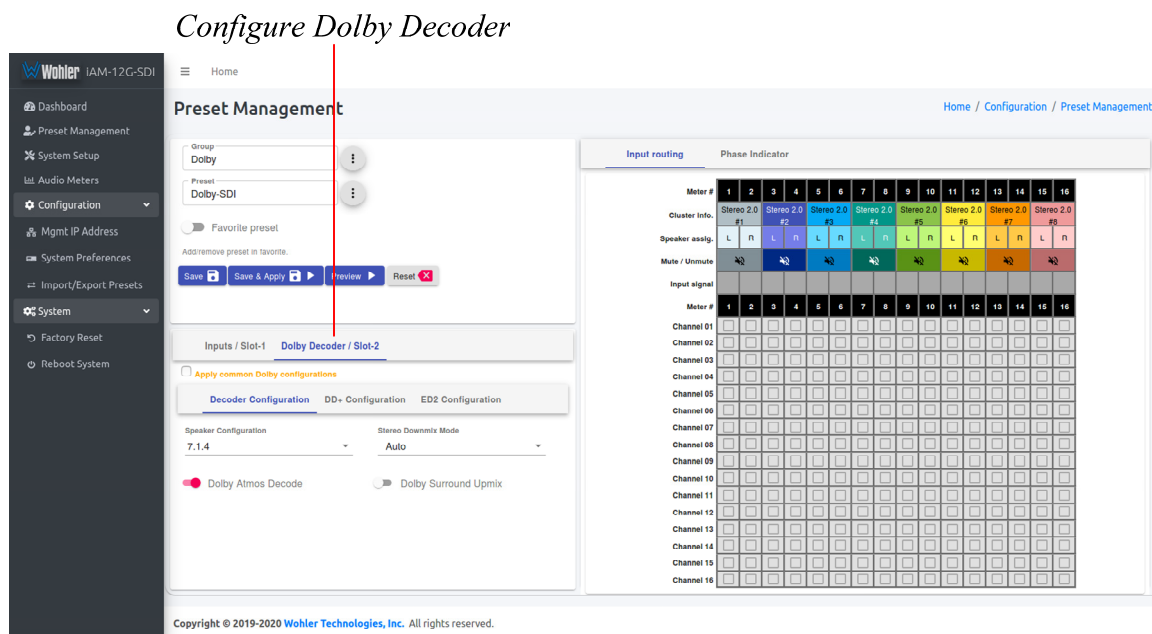 Configure Dolby Decoder
Wohler iAM-12G-SDI
Home
Dashboard
Preset Management
System Setup
Audio Meters
Configuration
Mgmt IP Address
System Preferences
Import/Export Presets
System
Factory Reset
Reboot System
Preset Management
Home / Configuration / Preset Management
Group
Dolby
Preset
Dolby-SDI
Favorite preset
Add/remove preset in favorite.
Save Save & Apply Preview Reset
Inputs / Slot-1 Dolby Decoder / Slot-2
Apply common Dolby configurations
Decoder Configuration DD+ Configuration ED2 Configuration
Speaker Configuration Stereo Downmix Mode
7.1.4 Auto
Dolby Atmos Decode Dolby Surround Upmix
Input routing Phase Indicator
Meter # 1 2 3 4 5 6 7 8 9 10 11 12 13 14 15 16
Cluster Info. Stereo 2.0 Stereo 2.0 Stereo 2.0 Stereo 2.0 Stereo 2.0 Stereo 2.0 Stereo 2.0 Stereo 2.0
#1 #2 #3 #4 #5 #6 #7 #8
Speaker assig. L R L R L R L R L R L R L R L R
Mute / Unmute
Input signal
Meter # 1 2 3 4 5 6 7 8 9 10 11 12 13 14 15 16
Channel 01
Channel 02
Channel 03
Channel 04
Channel 05
Channel 06
Channel 07
Channel 08
Channel 09
Channel 10
Channel 11
Channel 12
Channel 13
Channel 14
Channel 15
Channel 16
Copyright © 2019-2020 Wohler Technologies, Inc. All rights reserved.